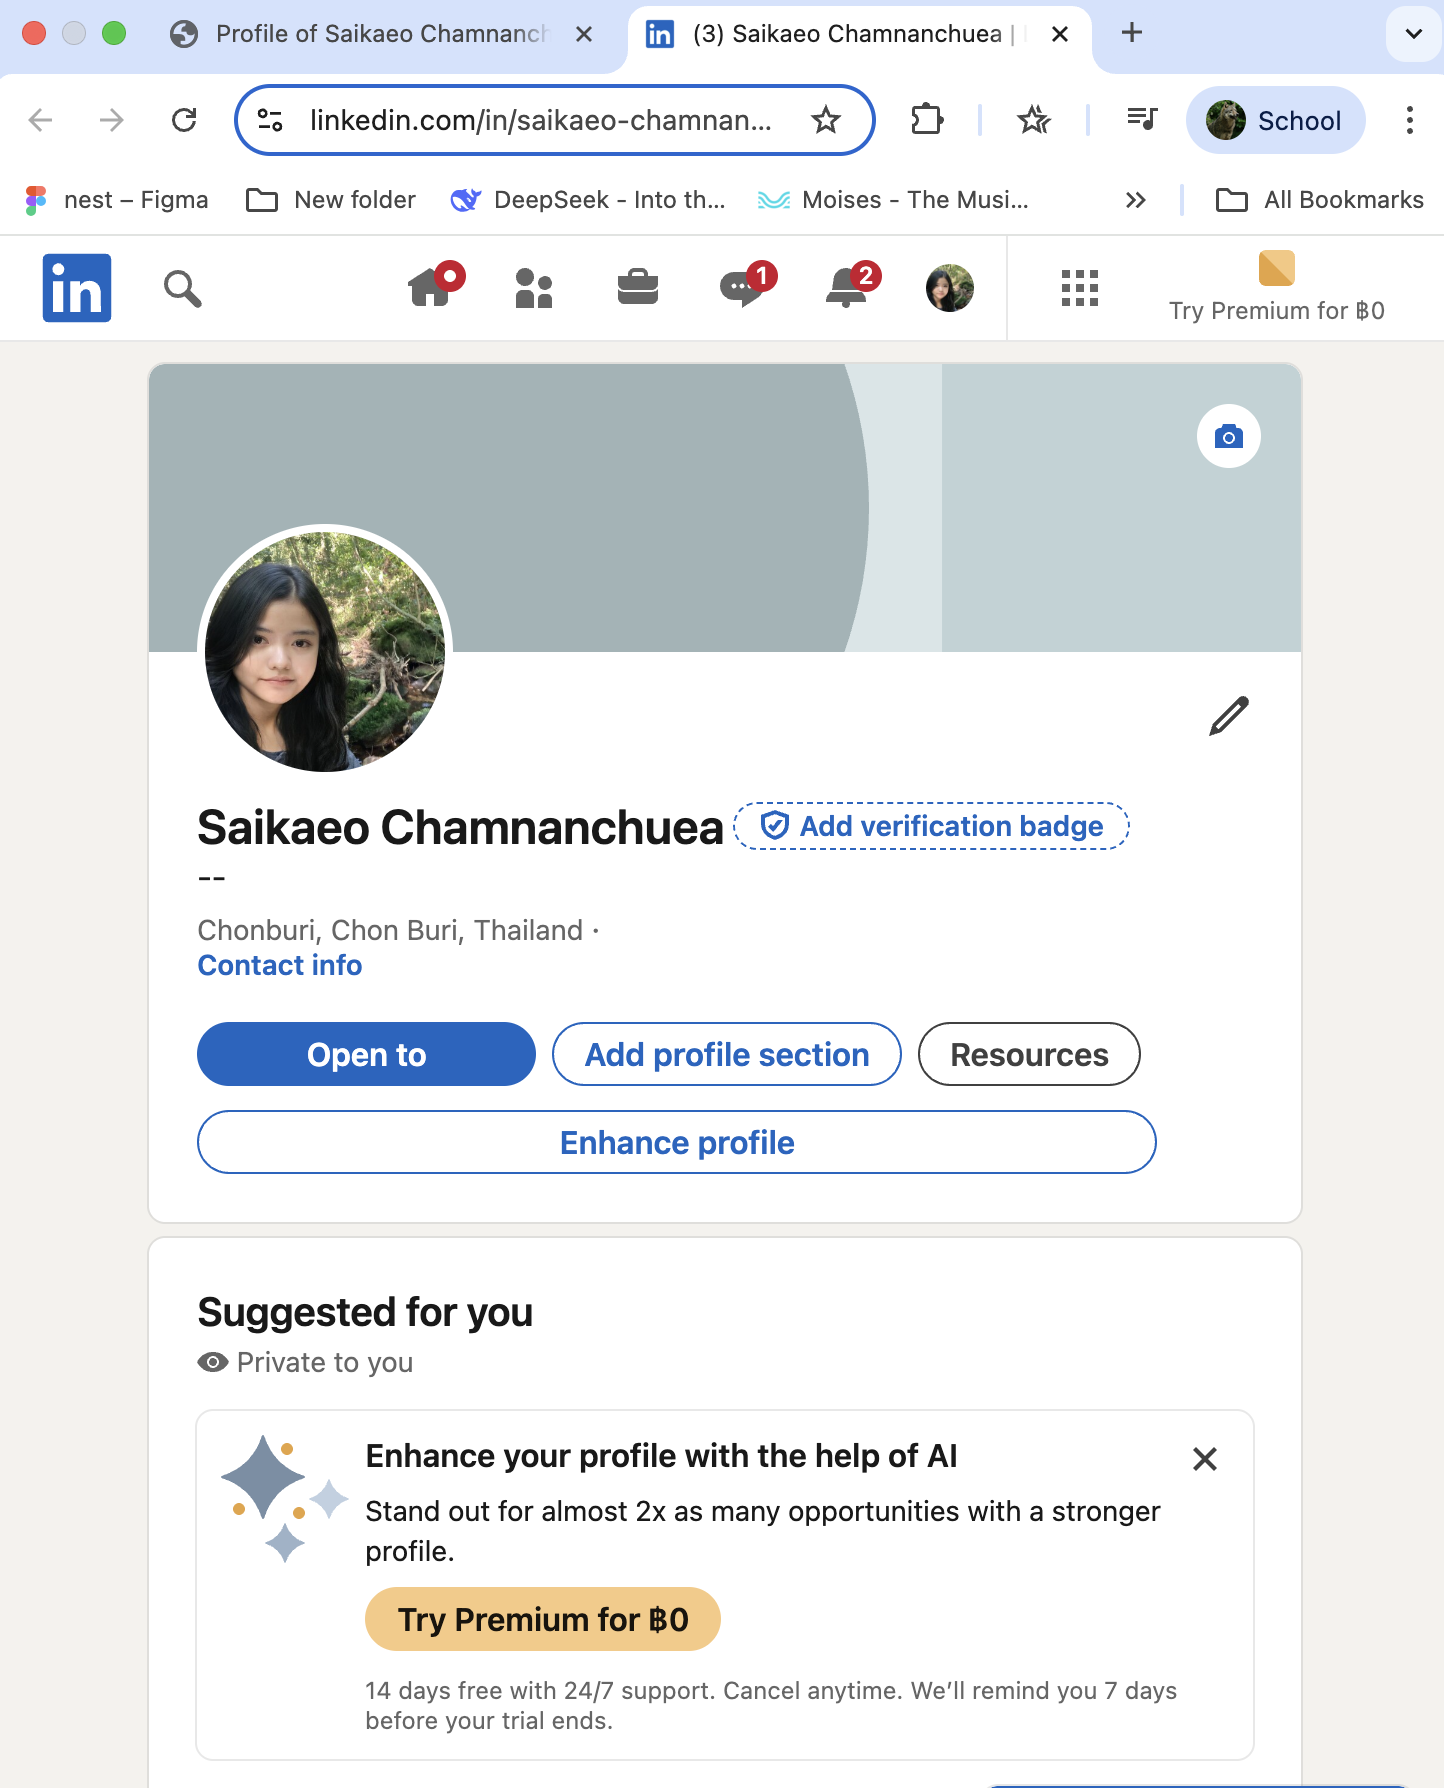 Profile of Saikaeo Chamnanch
(3) Saikaeo Chamnanchuea |
linkedin.com/in/saikaeo-chamnan...
School
nest – Figma
New folder
DeepSeek - Into th...
Moises - The Musi...
All Bookmarks
in
1
2
Try Premium for ฿0
Saikaeo Chamnanchuea
Add verification badge
--
Chonburi, Chon Buri, Thailand ·
Contact info
Open to
Add profile section
Resources
Enhance profile
Suggested for you
Private to you
Enhance your profile with the help of AI
Stand out for almost 2x as many opportunities with a stronger
profile.
Try Premium for ฿0
14 days free with 24/7 support. Cancel anytime. We’ll remind you 7 days
before your trial ends.